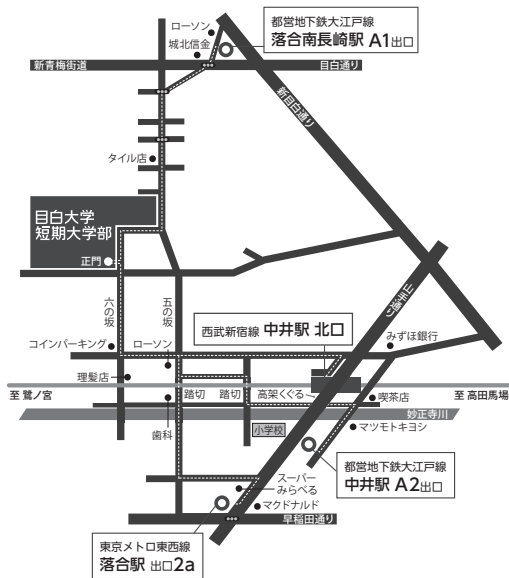 都営地下鉄大江戸線
落合南長崎駅 A1出口
ローソン
城北信金
新青梅街道
目白通り
新目白通り
タイル店
目白大学
短期大学部
正門
六の坂
五の坂
山手通り
西武新宿線 中井駅 北口
みずほ銀行
コインパーキング
ローソン
理髪店
至 鷺ノ宮
踏切
踏切
高架くぐる
喫茶店
至 高田馬場
妙正寺川
歯科
小学校
マツモトキヨシ
都営地下鉄大江戸線
中井駅 A2出口
スーパー
みらべる
マクドナルド
早稲田通り
東京メトロ東西線
落合駅 出口2a